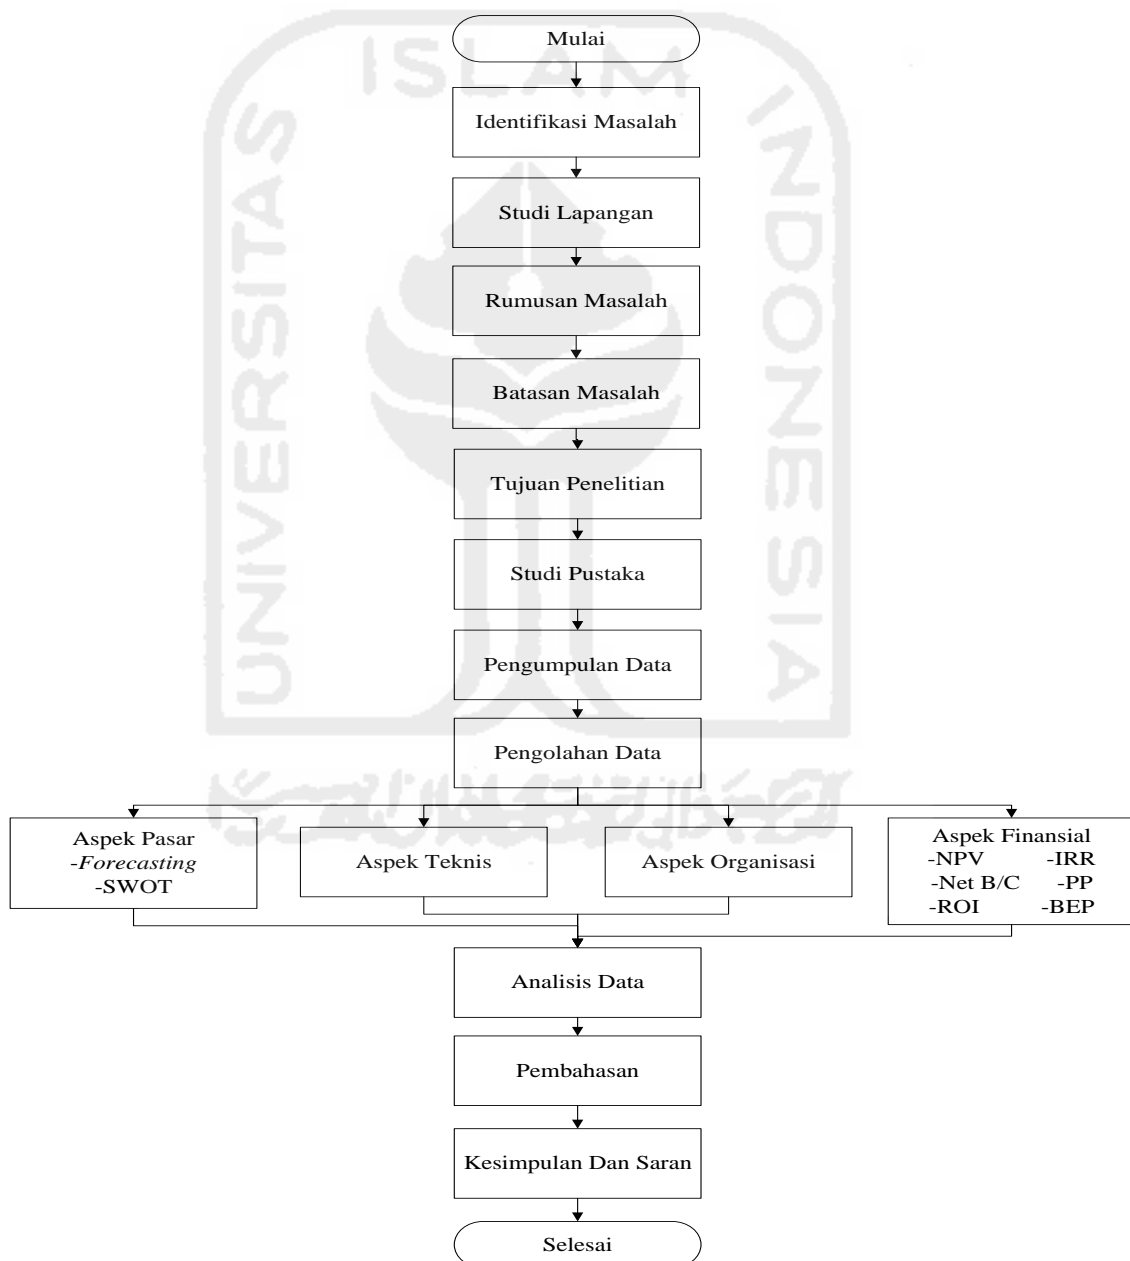 Mulai
UNIVERSITAS
ISLAM
INDONESIA
Identifikasi Masalah
Studi Lapangan
Rumusan Masalah
Batasan Masalah
Tujuan Penelitian
Studi Pustaka
Pengumpulan Data
Pengolahan Data
Aspek Pasar
-Forecasting
-SWOT
Aspek Teknis
Aspek Organisasi
Aspek Finansial
-NPV -IRR
-Net B/C -PP
-ROI -BEP
Analisis Data
Pembahasan
Kesimpulan Dan Saran
Selesai